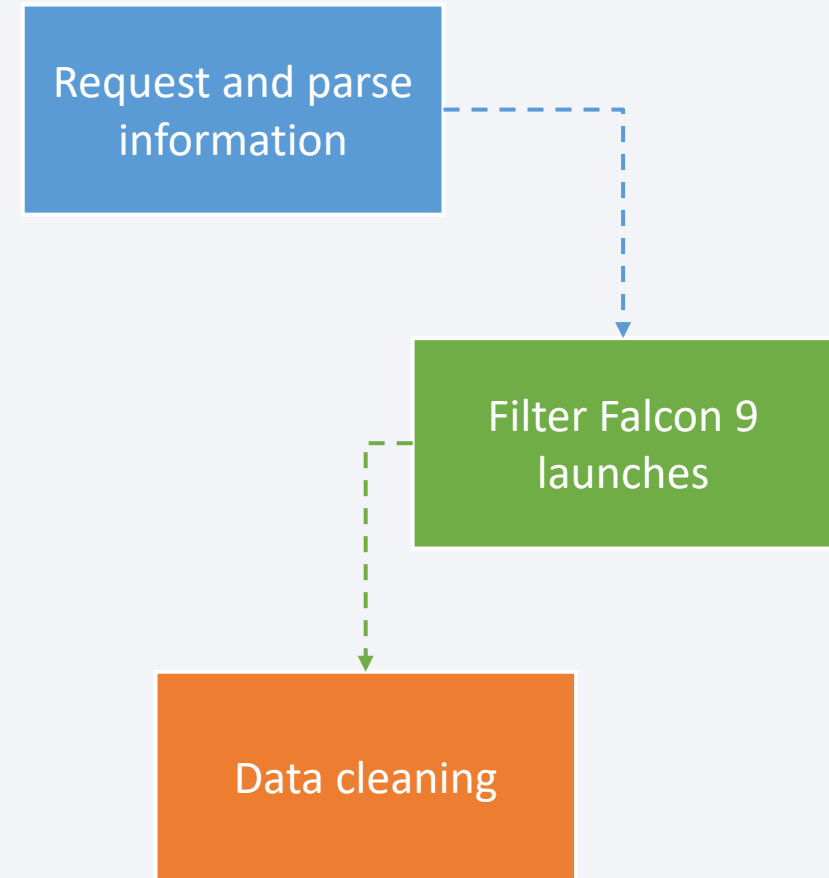 Request and parse
information
Filter Falcon 9
launches
Data cleaning